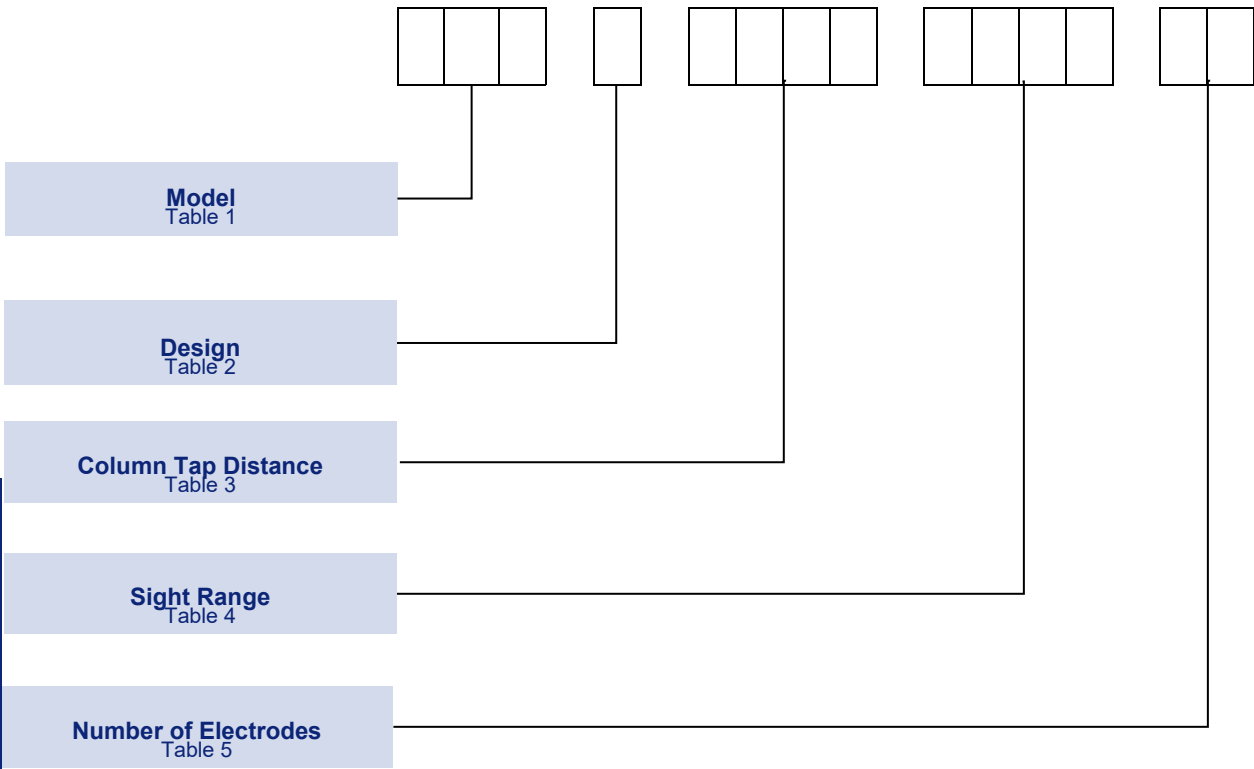 Model
Table 1
Design
Table 2
Column Tap Distance
Table 3
Sight Range
Table 4
Number of Electrodes
Table 5